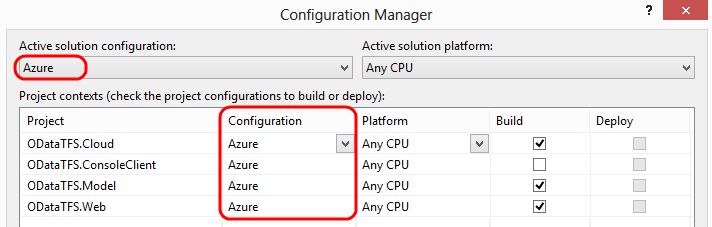 Configuration Manager
? ×
Active solution configuration: Active solution platform:
Azure Any CPU
Project contexts (check the project configurations to build or deploy):
Project Configuration Platform Build Deploy
ODataTFS.Cloud Azure Any CPU
ODataTFS.ConsoleClient Azure Any CPU
ODataTFS.Model Azure Any CPU
ODataTFS.Web Azure Any CPU